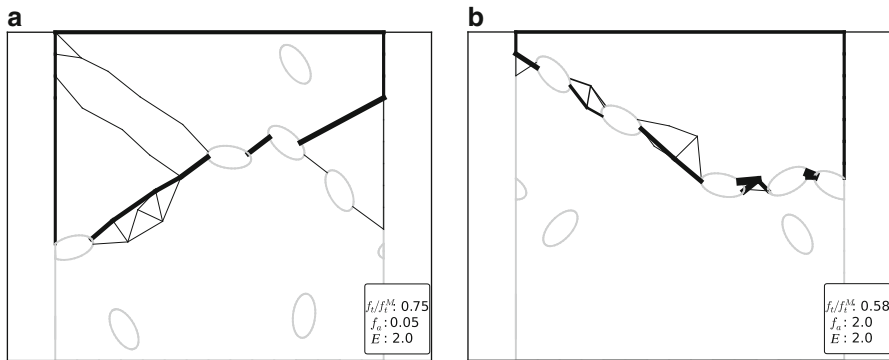 a
b
f_t/f_t^M: 0.75
f_a: 0.05
E: 2.0
f_t/f_t^M: 0.58
f_a: 2.0
E: 2.0